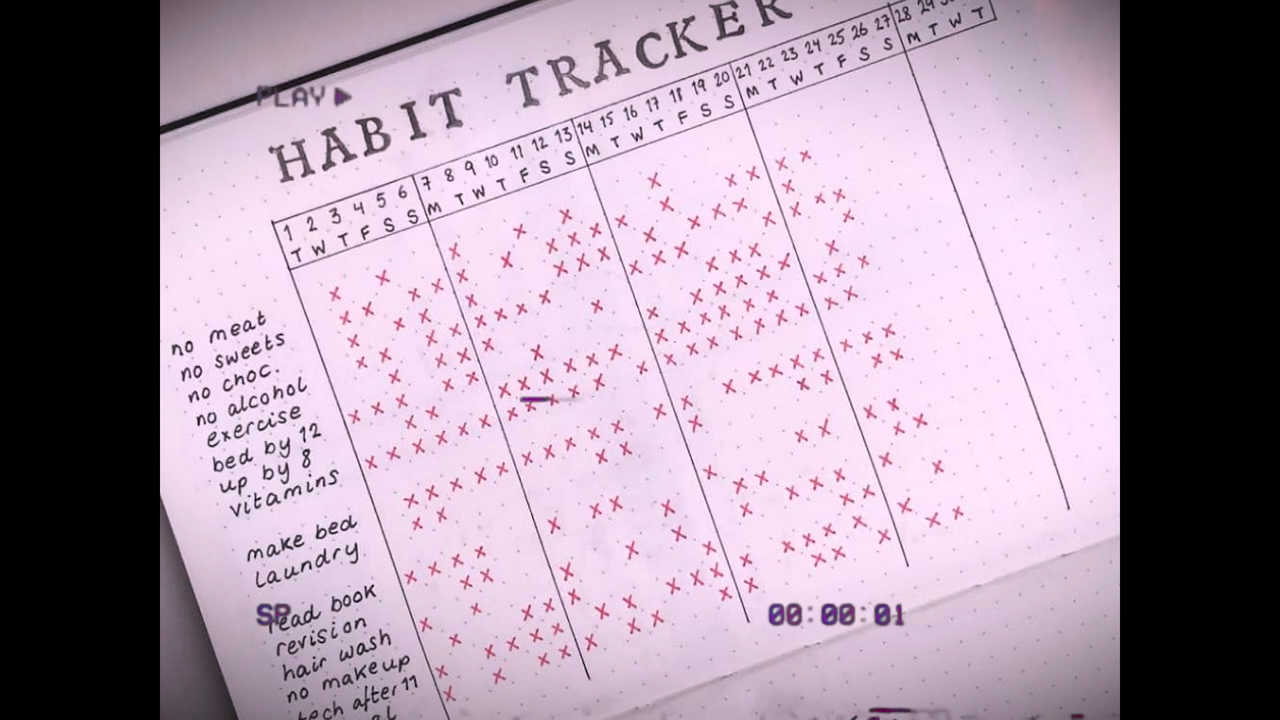 HABIT TRACKER
PLAY
1 2 3 4 5 6 7 8 9 10 11 12 13 14 15 16 17 18 19 20 21 22 23 24 25 26 27 28 29
T W T F S S M T W T F S S M T W T F S S M T W T F S S M T W T
no meat
no sweets
no choc.
no alcohol
exercise
bed by 12
up by 8
vitamins
make bed
laundry
read book
revision
hair wash
no makeup
tech after 11
SP
00:00:01